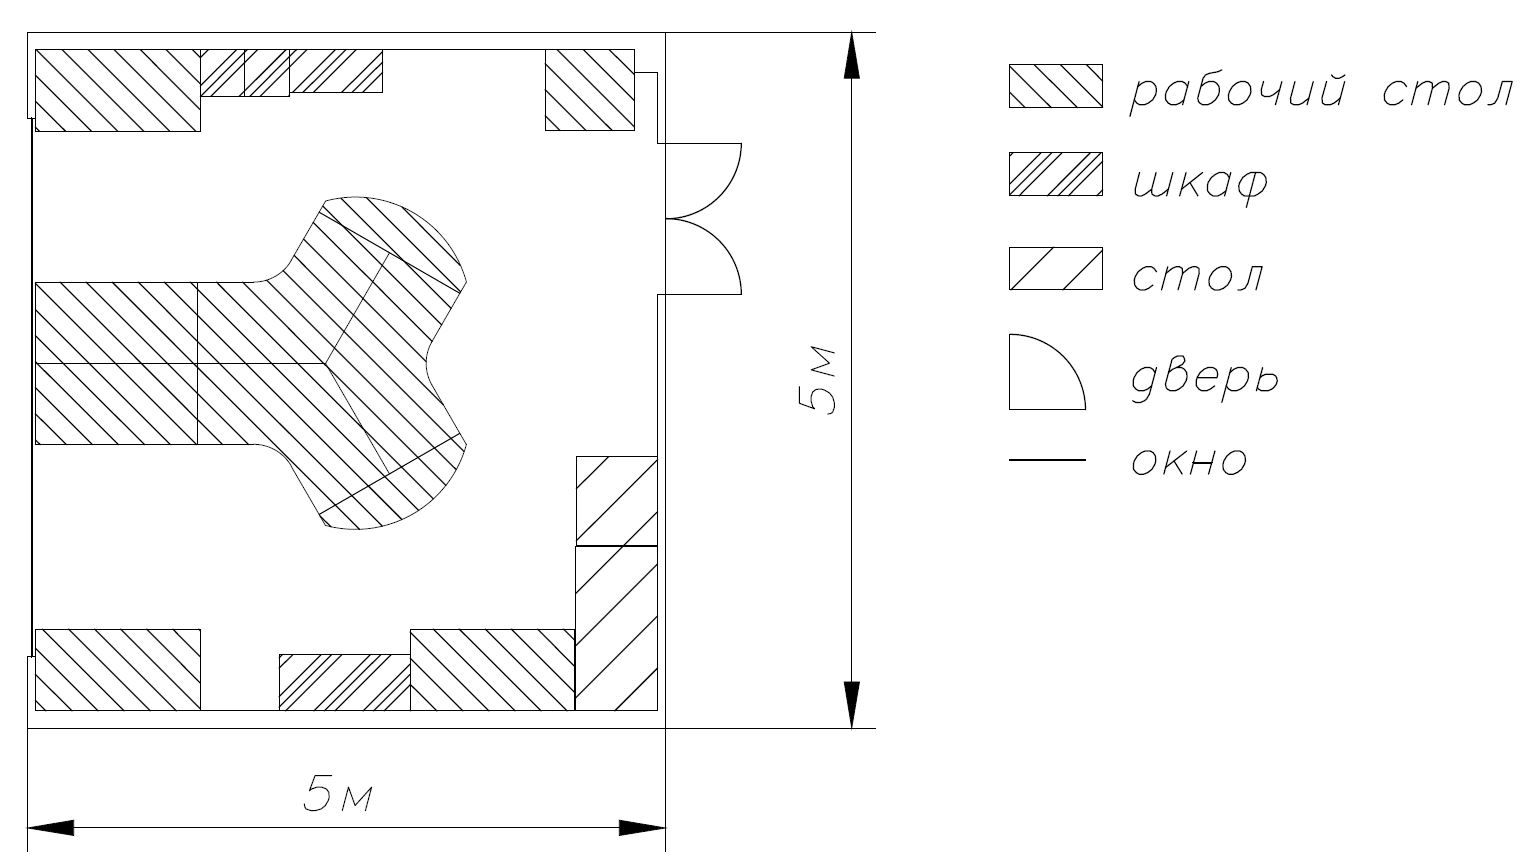 рабочий стол
шкаф
стол
дверь
окно
5м
5м